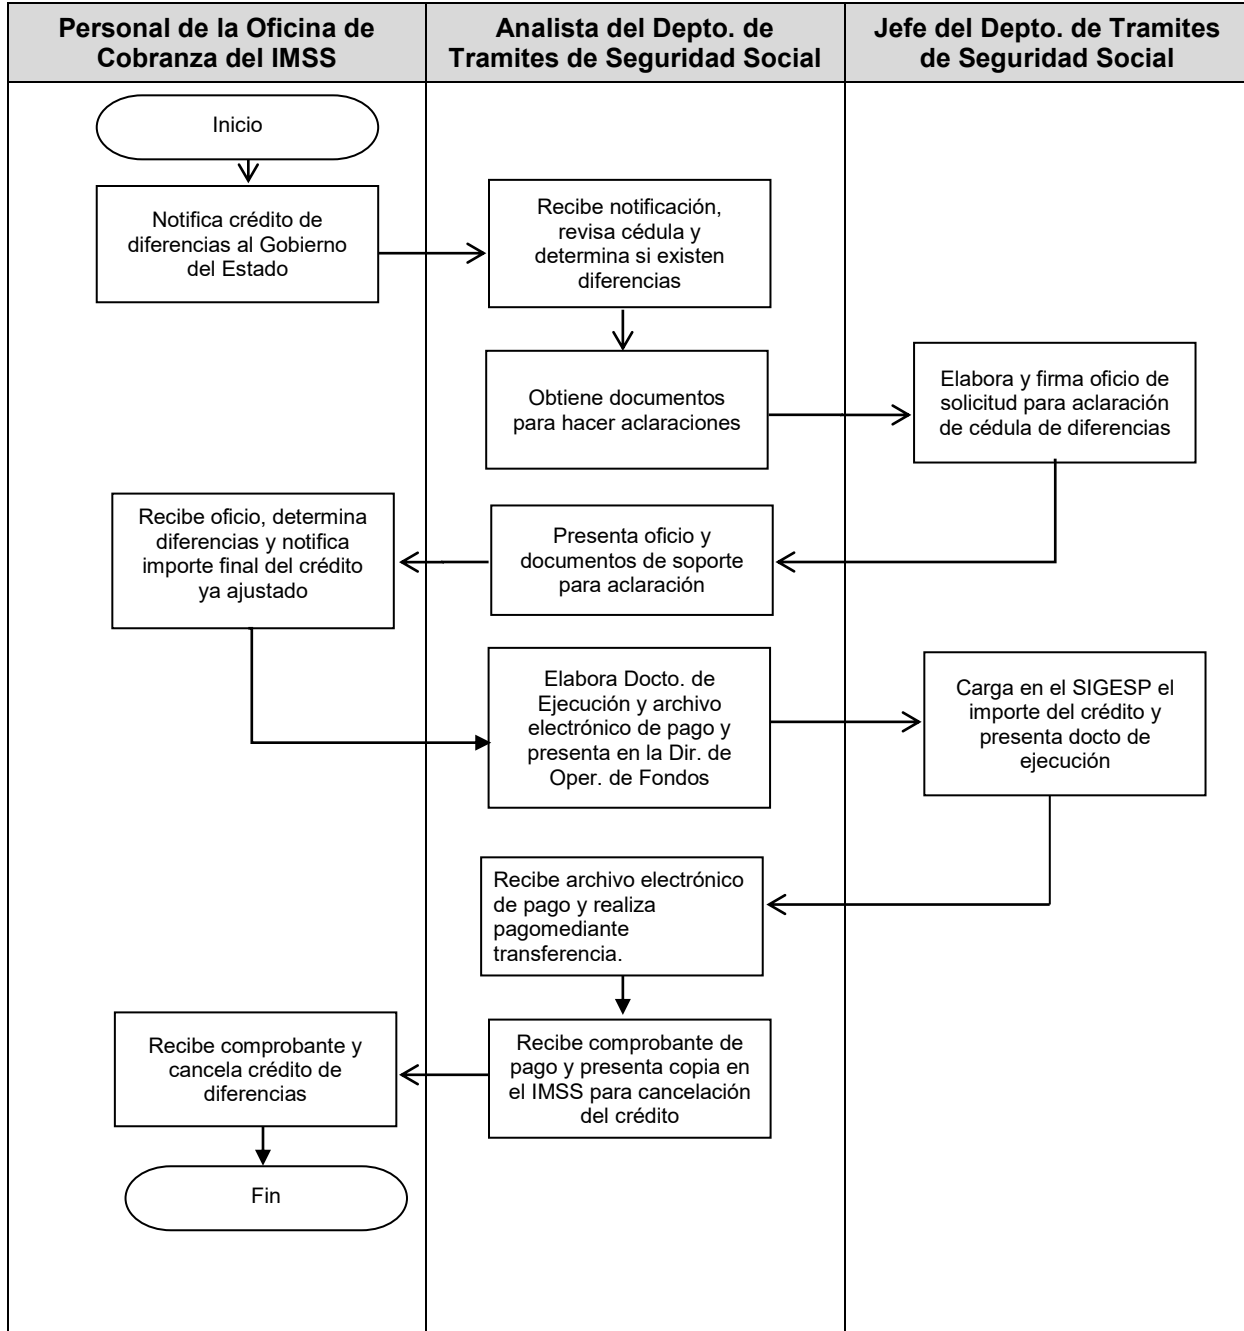 Personal de la Oficina de
Cobranza del IMSS
Analista del Depto. de
Tramites de Seguridad Social
Jefe del Depto. de Tramites
de Seguridad Social
Inicio
Notifica crédito de
diferencias al Gobierno
del Estado
Recibe notificación,
revisa cédula y
determina si existen
diferencias
Obtiene documentos
para hacer aclaraciones
Elabora y firma oficio de
solicitud para aclaración
de cédula de diferencias
Presenta oficio y
documentos de soporte
para aclaración
Recibe oficio, determina
diferencias y notifica
importe final del crédito
ya ajustado
Elabora Docto. de
Ejecución y archivo
electrónico de pago y
presenta en la Dir. de
Oper. de Fondos
Carga en el SIGESP el
importe del crédito y
presenta docto de
ejecución
Recibe archivo electrónico
de pago y realiza
pagomediante
transferencia.
Recibe comprobante de
pago y presenta copia en
el IMSS para cancelación
del crédito
Recibe comprobante y
cancela crédito de
diferencias
Fin